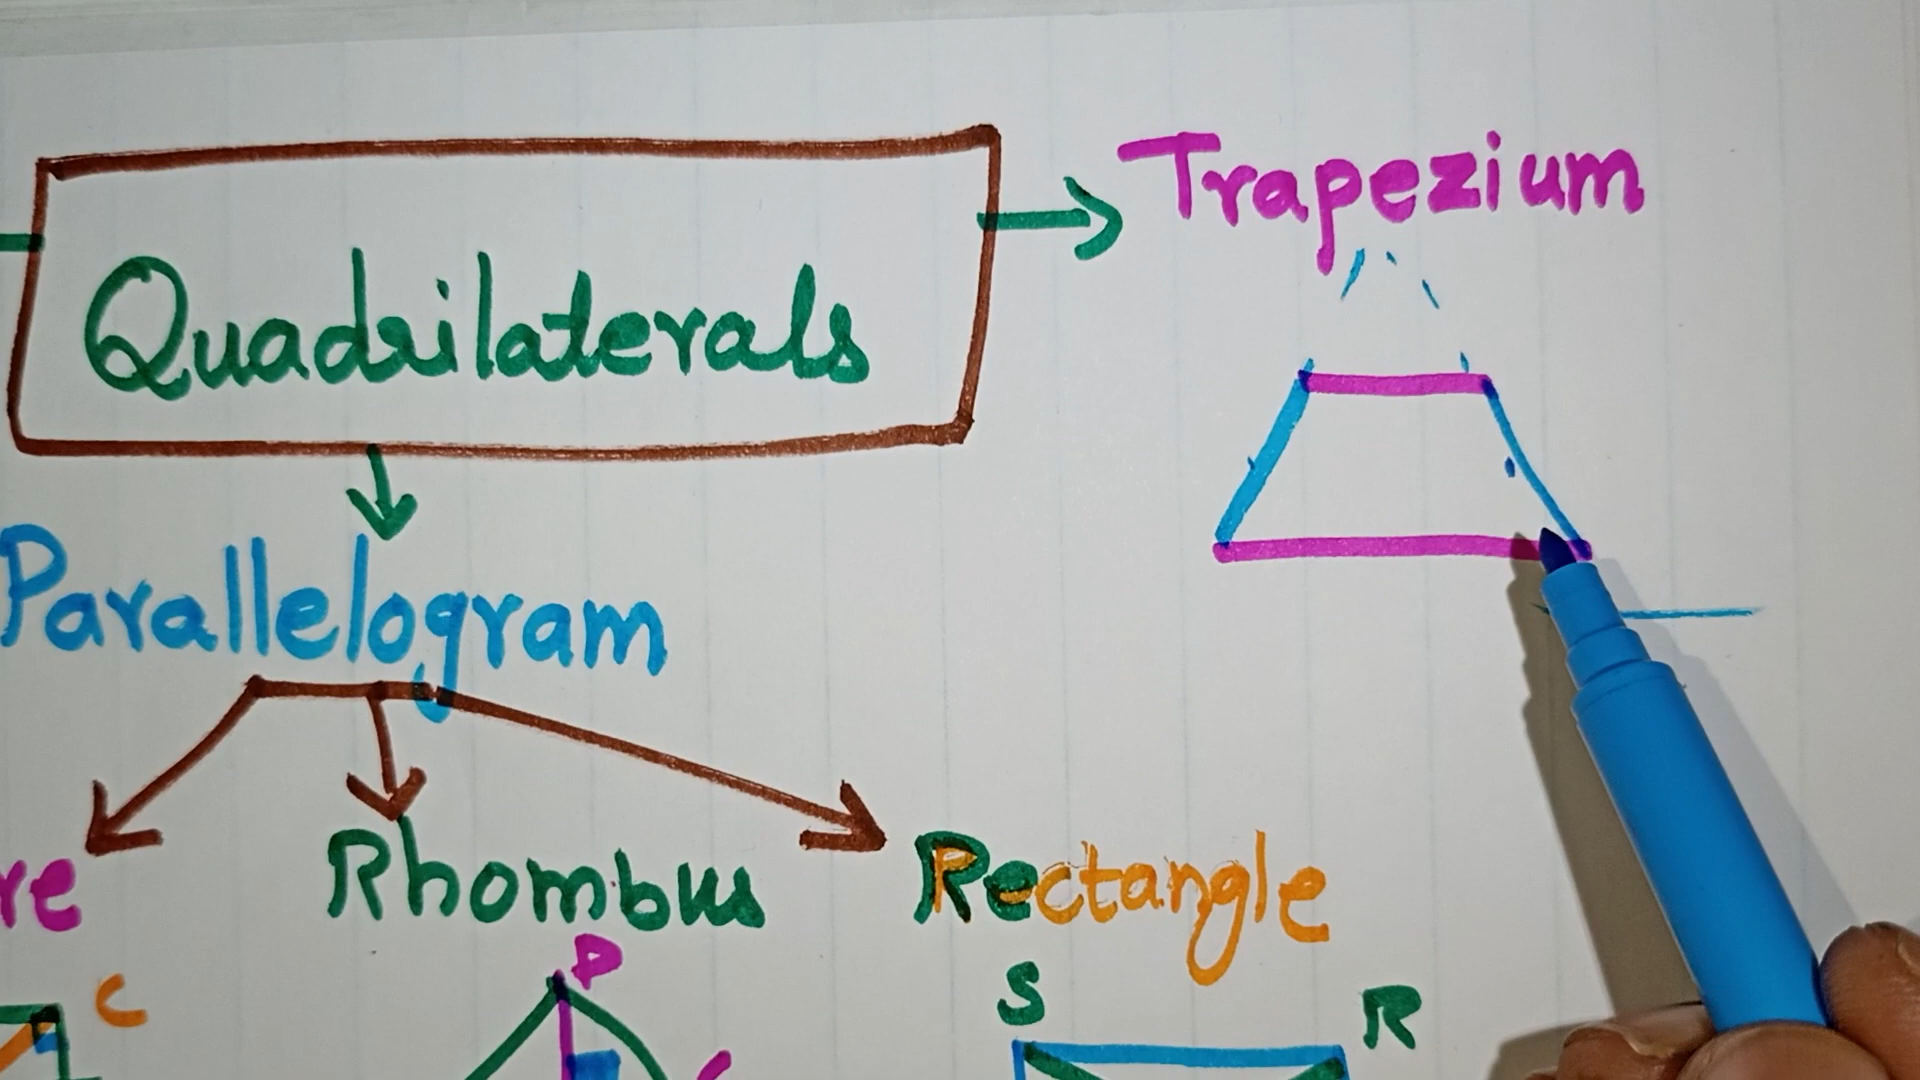 Trapezium
Quadrilaterals
Parallelogram
re Rhombus Rectangle
C P S R